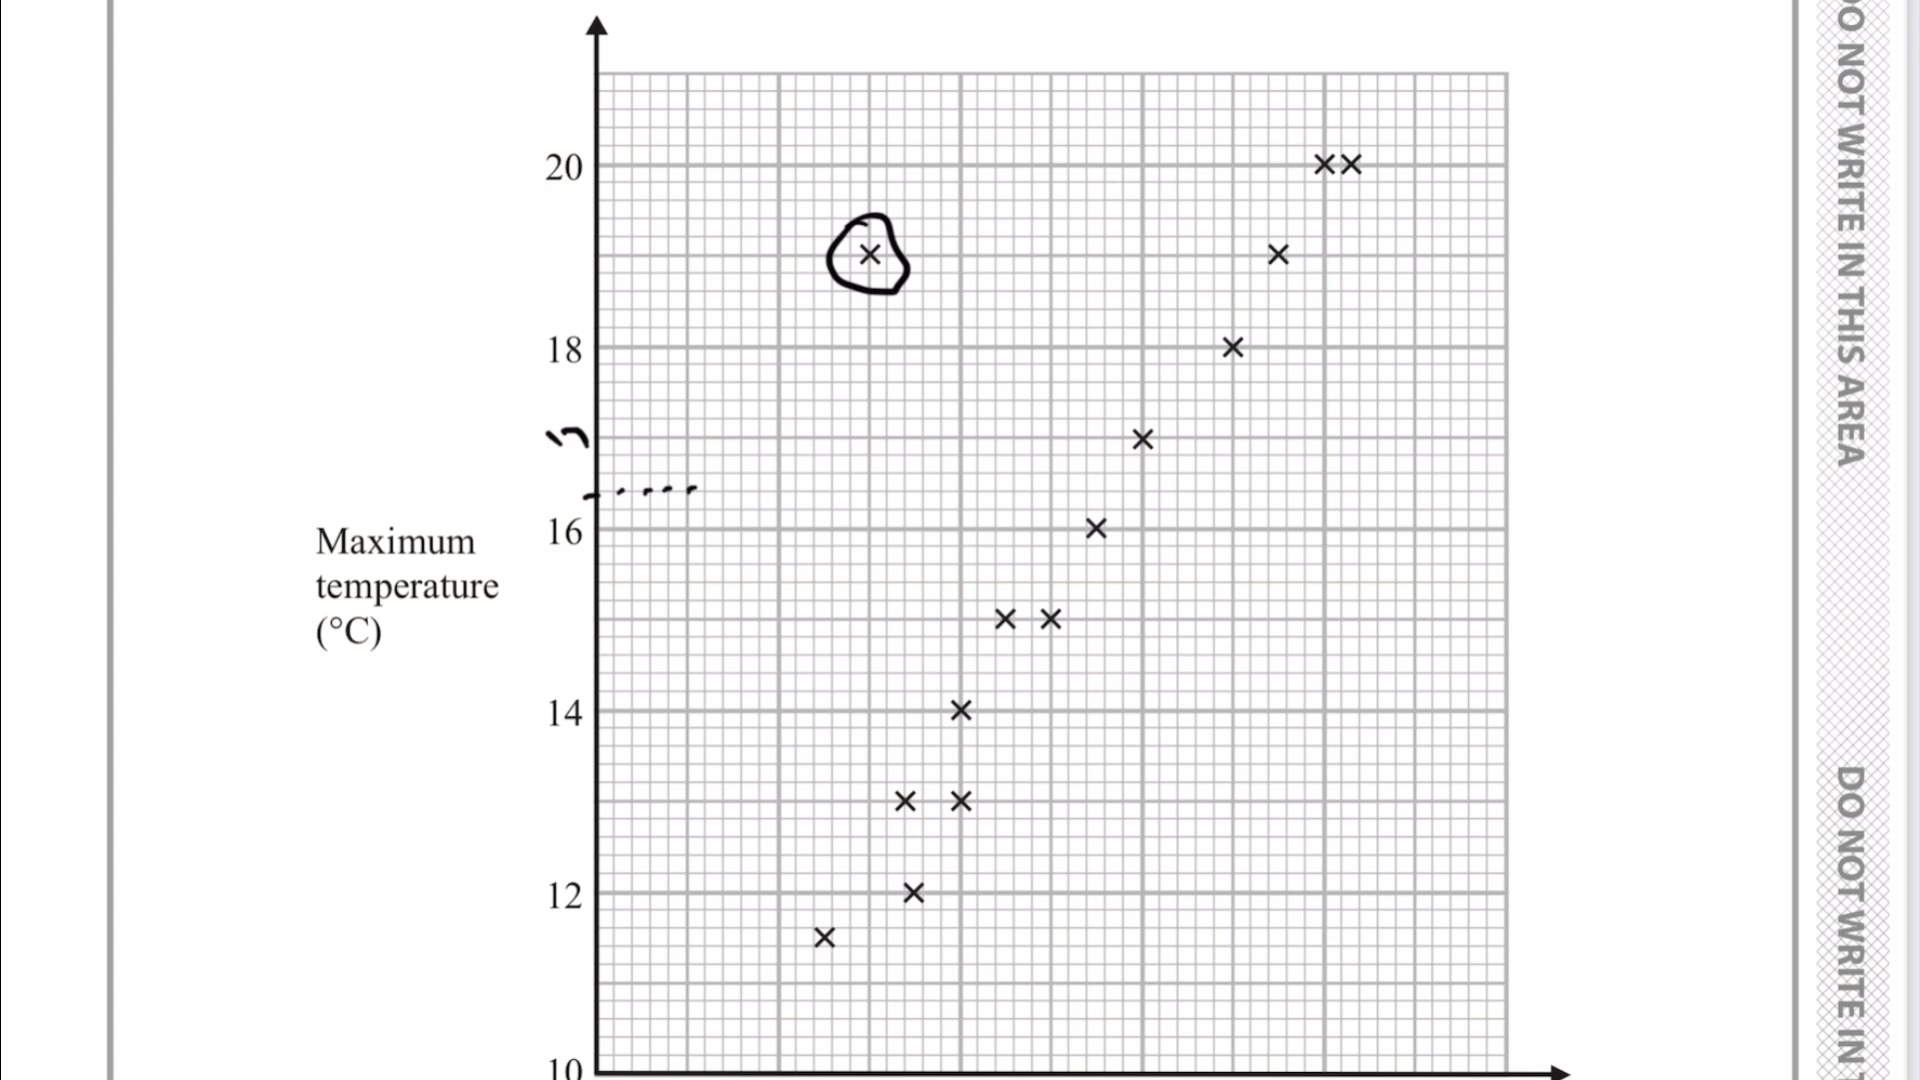 20
18
16
Maximum
temperature
(°C)
14
12
10
DO NOT WRITE IN THIS AREA
DO NOT WRITE IN